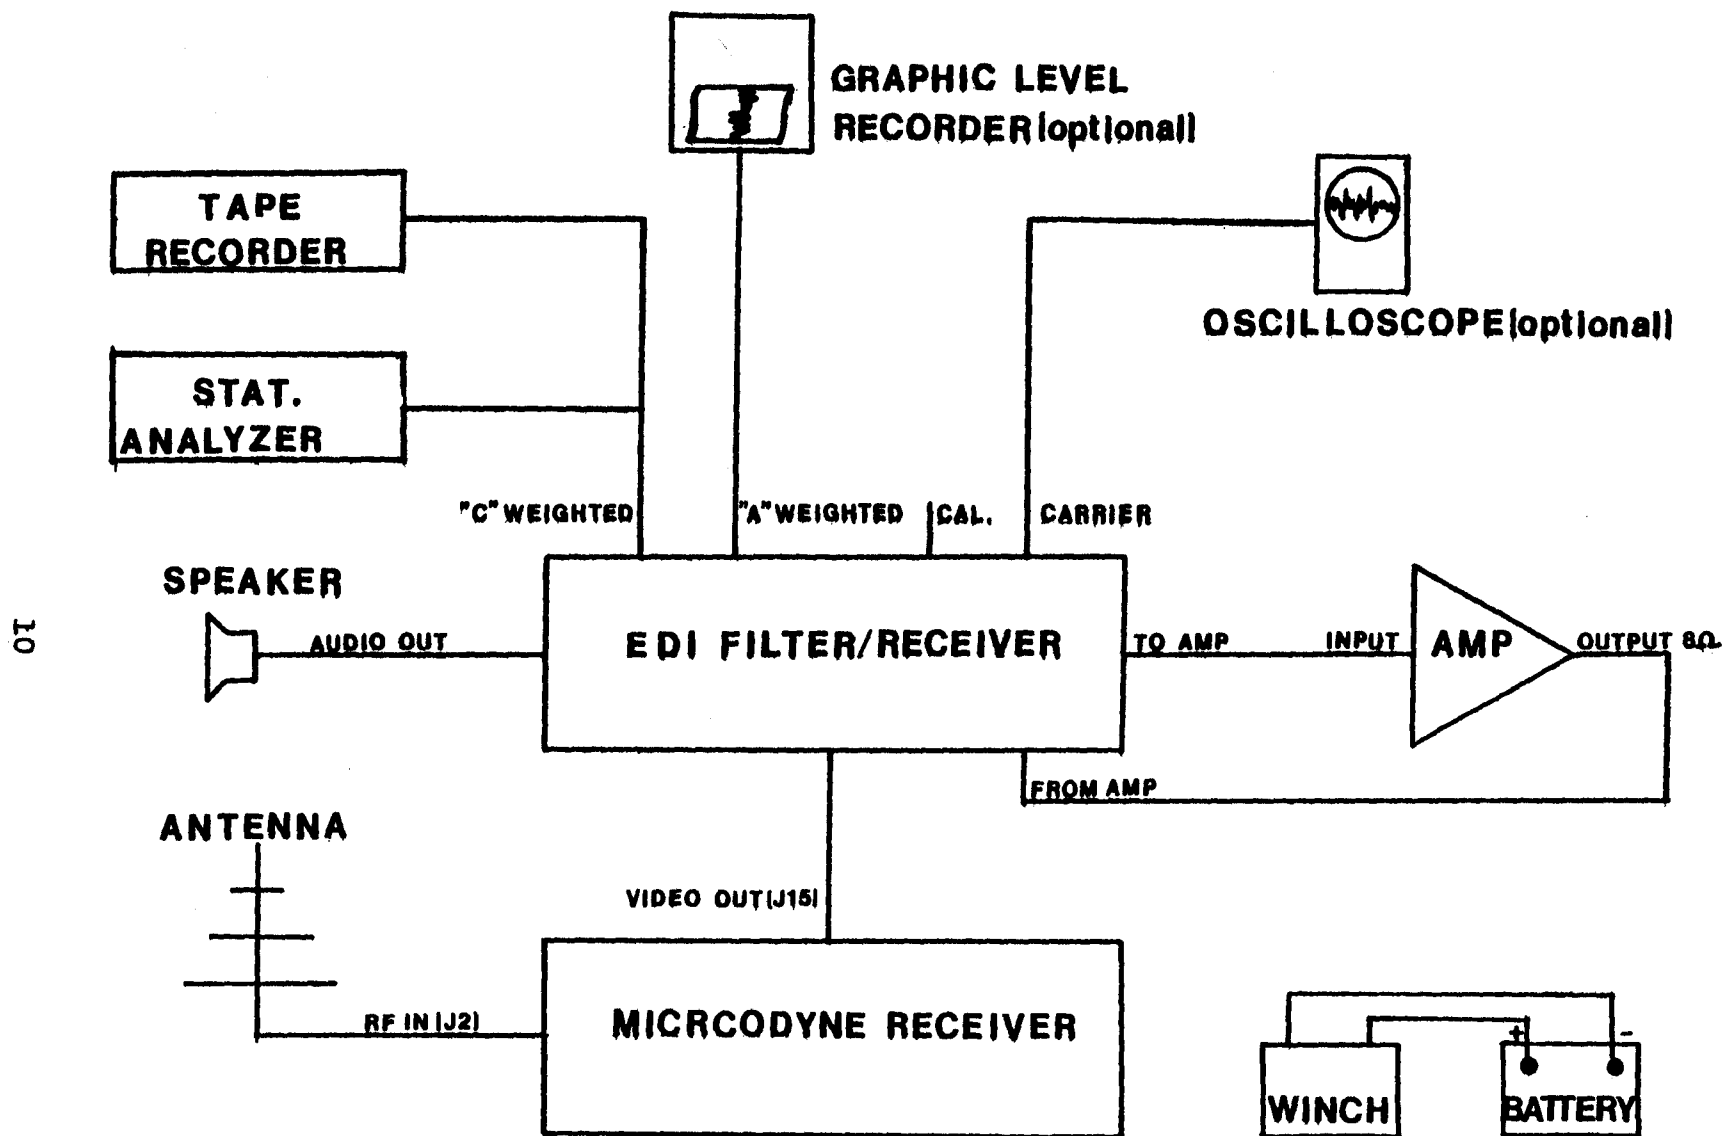 GRAPHIC LEVEL
RECORDER(optional)
TAPE
RECORDER
OSCILLOSCOPE(optional)
STAT.
ANALYZER
"C" WEIGHTED
"A" WEIGHTED
CAL.
CARRIER
SPEAKER
AUDIO OUT
EDI FILTER/RECEIVER
TO AMP
INPUT
AMP
OUTPUT 8Ω
10
FROM AMP
ANTENNA
VIDEO OUT(J15)
RF IN (J2)
MICRCODYNE RECEIVER
+
-
WINCH
BATTERY